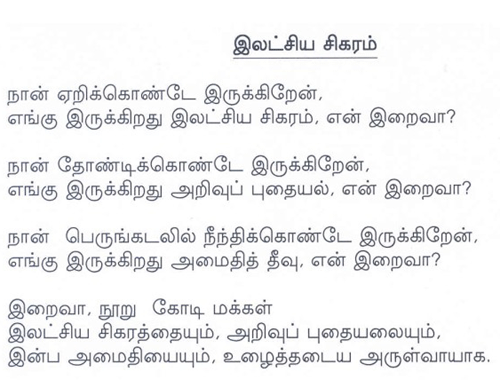 இலட்சிய சிகரம்
நான் ஏறிக்கொண்டே இருக்கிறேன்,
எங்கு இருக்கிறது இலட்சிய சிகரம், என் இறைவா?
நான் தோண்டிக்கொண்டே இருக்கிறேன்,
எங்கு இருக்கிறது அறிவுப் புதையல், என் இறைவா?
நான் பெருங்கடலில் நீந்திக்கொண்டே இருக்கிறேன்,
எங்கு இருக்கிறது அமைதித் தீவு, என் இறைவா?
இறைவா, நூறு கோடி மக்கள்
இலட்சிய சிகரத்தையும், அறிவுப் புதையலையும்,
இன்ப அமைதியையும், உழைத்தடைய அருள்வாயாக.